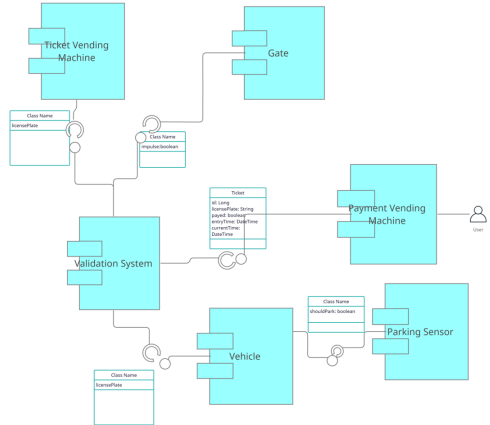 Ticket Vending
Machine
Gate
Class Name
licensePlate
Class Name
impulse:boolean
Ticket
id: Long
licensePlate: String
payed: boolean
entryTime: DateTime
currentTime:
DateTime
Payment Vending
Machine
User
Validation System
Class Name
shouldPark: boolean
Parking Sensor
Vehicle
Class Name
licensePlate